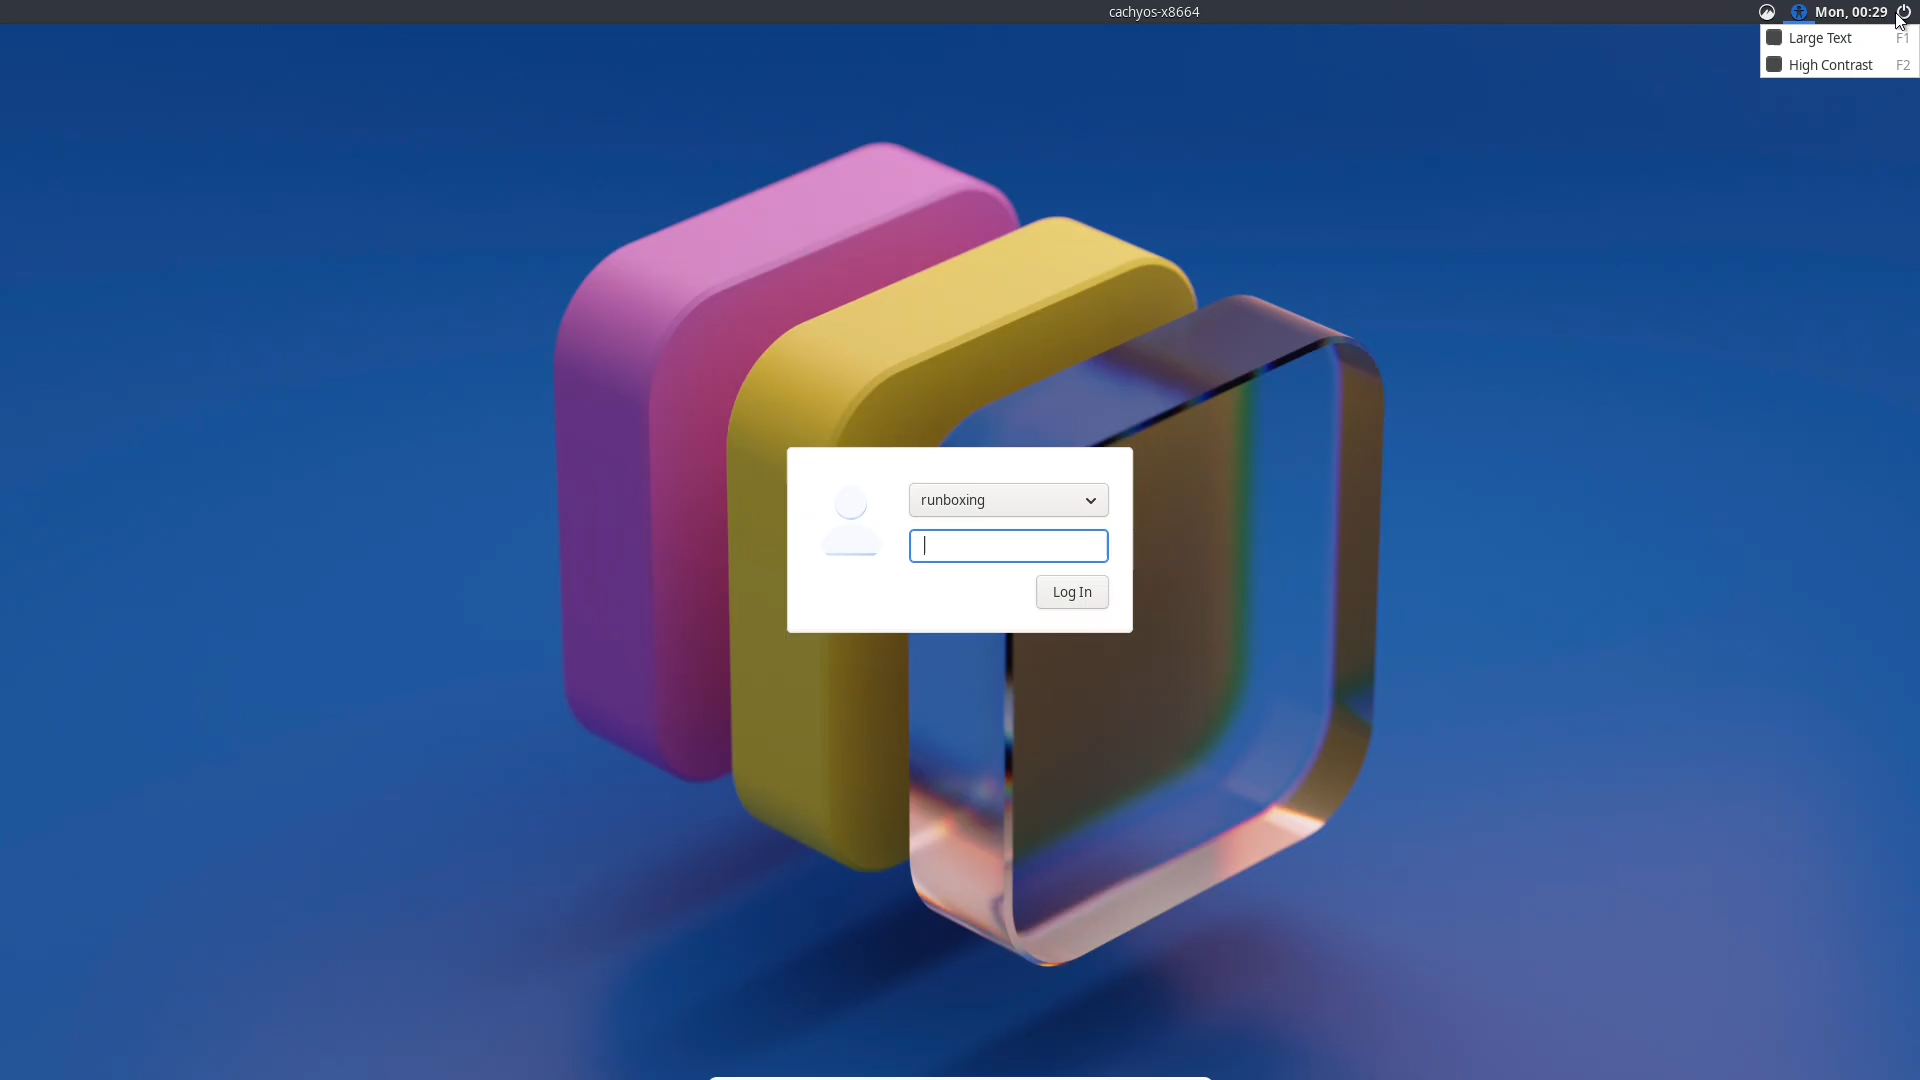 cachyos-x8664
Mon, 00:29
Large Text F1
High Contrast F2
runboxing
Log In